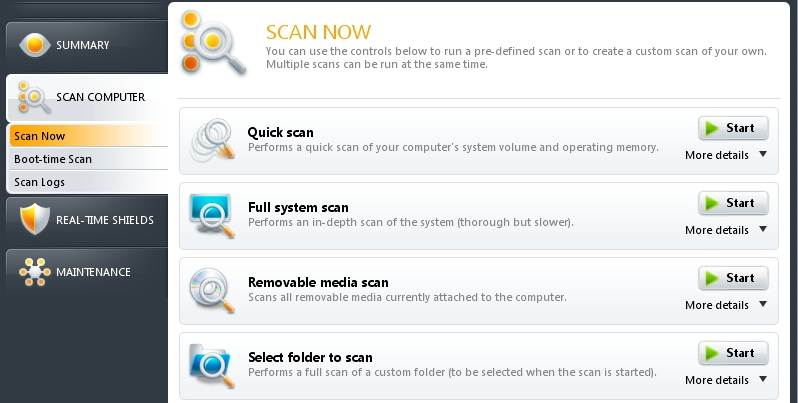 SUMMARY
SCAN COMPUTER
Scan Now
Boot-time Scan
Scan Logs
REAL-TIME SHIELDS
MAINTENANCE
SCAN NOW
You can use the controls below to run a pre-defined scan or to create a custom scan of your own.
Multiple scans can be run at the same time.
Quick scan
Performs a quick scan of your computer's system volume and operating memory.
Start
More details
Full system scan
Performs an in-depth scan of the system (thorough but slower).
Start
More details
Removable media scan
Scans all removable media currently attached to the computer.
Start
More details
Select folder to scan
Performs a full scan of a custom folder (to be selected when the scan is started).
Start
More details